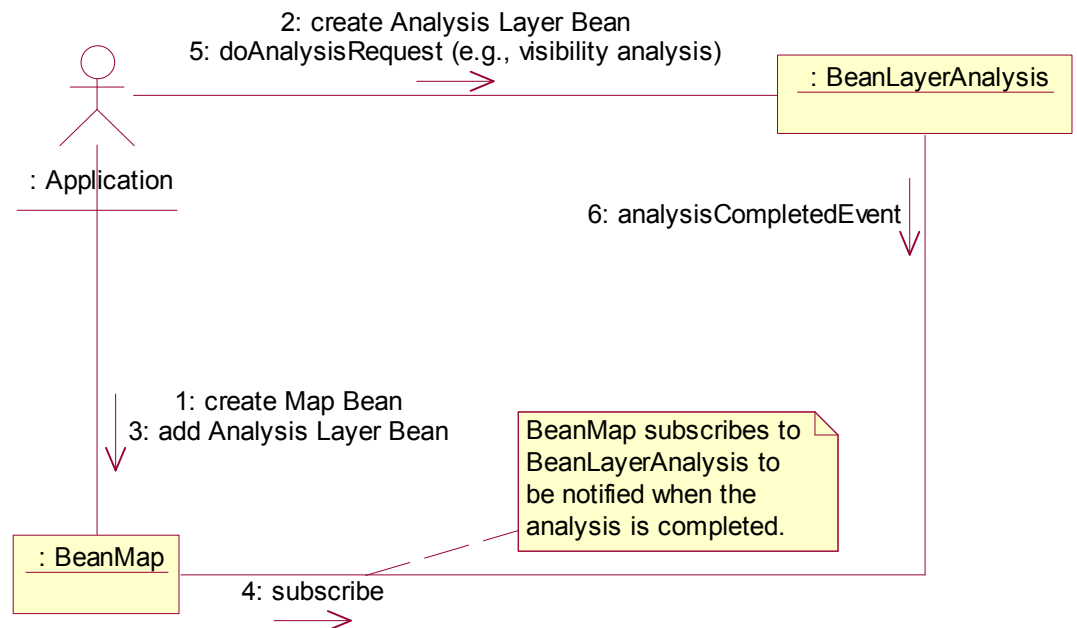 2: create Analysis Layer Bean
5: doAnalysisRequest (e.g., visibility analysis)
: BeanLayerAnalysis
: Application
6: analysisCompletedEvent
1: create Map Bean
3: add Analysis Layer Bean
BeanMap subscribes to
BeanLayerAnalysis to
be notified when the
analysis is completed.
: BeanMap
4: subscribe